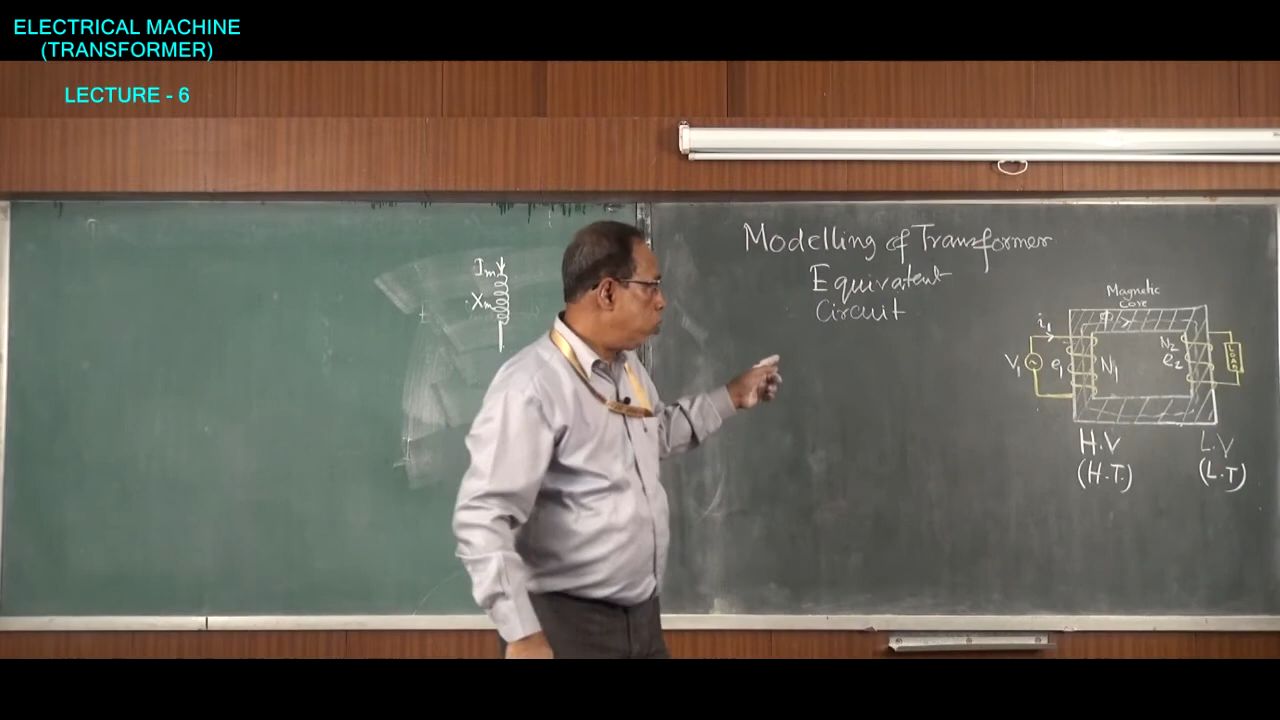 ELECTRICAL MACHINE
(TRANSFORMER)
LECTURE - 6
Im
Xm
Modelling of Transformer
Equivatent
Circuit
Magnetic
Core
Φ
i1
V1
e1
N1
N2
e2
LOAD
H.V
(H.T.)
L.V
(L.T)